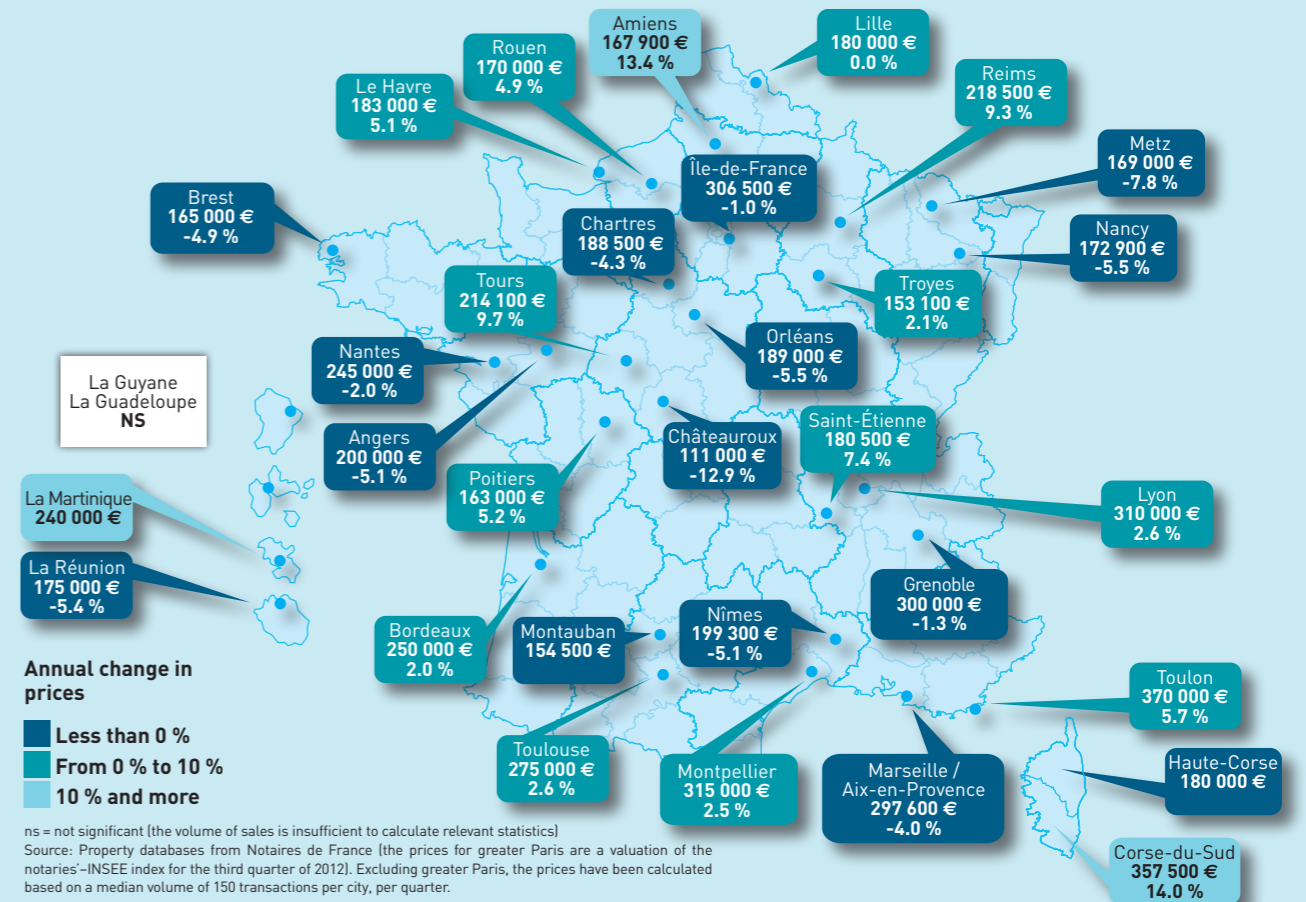 Amiens
167 900 €
13.4 %
Lille
180 000 €
0.0 %
Rouen
170 000 €
4.9 %
Le Havre
183 000 €
5.1 %
Reims
218 500 €
9.3 %
Metz
169 000 €
-7.8 %
Île-de-France
306 500 €
-1.0 %
Brest
165 000 €
-4.9 %
Chartres
188 500 €
-4.3 %
Nancy
172 900 €
-5.5 %
Tours
214 100 €
9.7 %
Troyes
153 100 €
2.1%
Orléans
189 000 €
-5.5 %
Nantes
245 000 €
-2.0 %
La Guyane
La Guadeloupe
NS
Angers
200 000 €
-5.1 %
Châteauroux
111 000 €
-12.9 %
Saint-Étienne
180 500 €
7.4 %
Poitiers
163 000 €
5.2 %
La Martinique
240 000 €
Lyon
310 000 €
2.6 %
La Réunion
175 000 €
-5.4 %
Grenoble
300 000 €
-1.3 %
Bordeaux
250 000 €
2.0 %
Montauban
154 500 €
Nîmes
199 300 €
-5.1 %
Toulon
370 000 €
5.7 %
Annual change in
prices
Less than 0 %
From 0 % to 10 %
10 % and more
Toulouse
275 000 €
2.6 %
Montpellier
315 000 €
2.5 %
Marseille /
Aix-en-Provence
297 600 €
-4.0 %
Haute-Corse
180 000 €
Corse-du-Sud
357 500 €
14.0 %
ns = not significant (the volume of sales is insufficient to calculate relevant statistics)
Source: Property databases from Notaires de France (the prices for greater Paris are a valuation of the
notaries'–INSEE index for the third quarter of 2012). Excluding greater Paris, the prices have been calculated
based on a median volume of 150 transactions per city, per quarter.